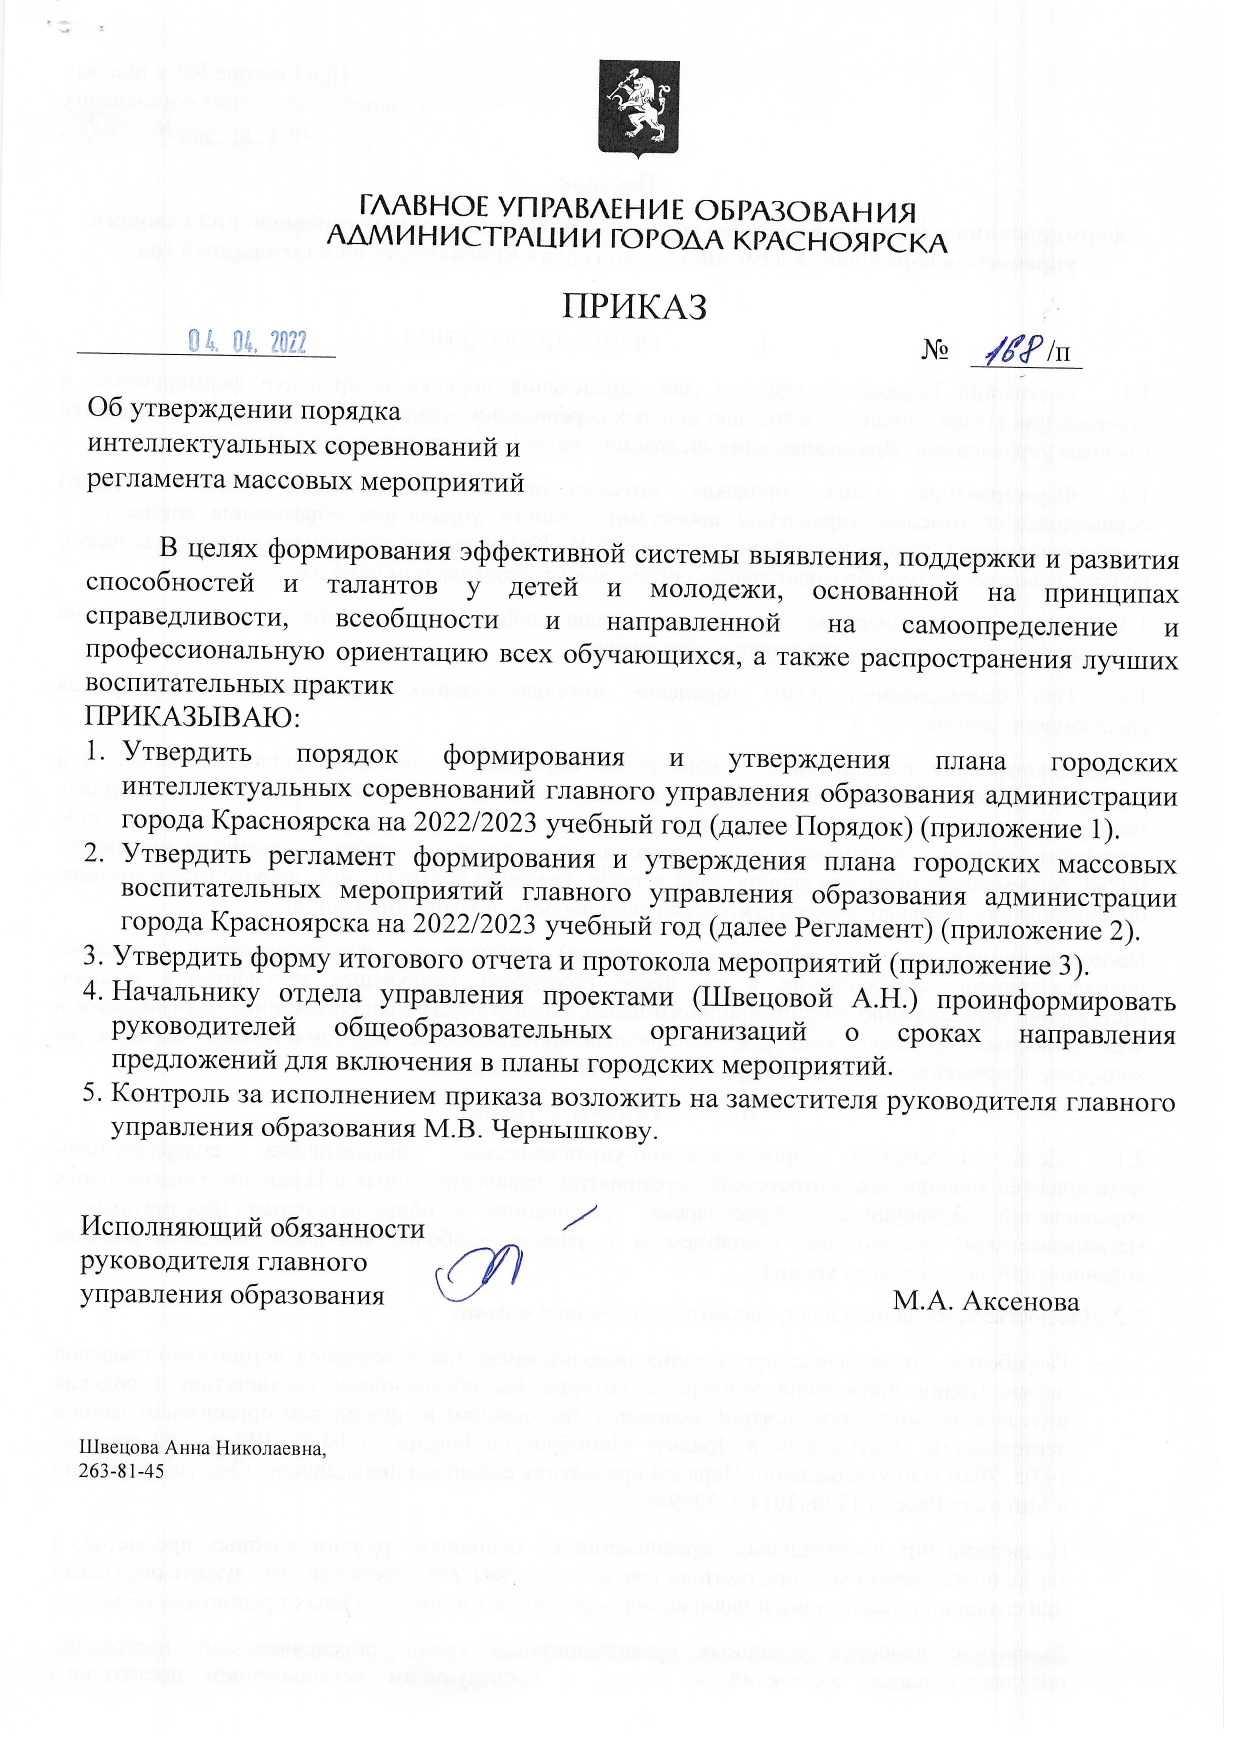 ГЛАВНОЕ УПРАВЛЕНИЕ ОБРАЗОВАНИЯ
АДМИНИСТРАЦИИ ГОРОДА КРАСНОЯРСКА
ПРИКАЗ
04. 04. 2022 № 168 /п
Об утверждении порядка
интеллектуальных соревнований и
регламента массовых мероприятий
В целях формирования эффективной системы выявления, поддержки и развития
способностей и талантов у детей и молодежи, основанной на принципах
справедливости, всеобщности и направленной на самоопределение и
профессиональную ориентацию всех обучающихся, а также распространения лучших
воспитательных практик
ПРИКАЗЫВАЮ:
1. Утвердить порядок формирования и утверждения плана городских
интеллектуальных соревнований главного управления образования администрации
города Красноярска на 2022/2023 учебный год (далее Порядок) (приложение 1).
2. Утвердить регламент формирования и утверждения плана городских массовых
воспитательных мероприятий главного управления образования администрации
города Красноярска на 2022/2023 учебный год (далее Регламент) (приложение 2).
3. Утвердить форму итогового отчета и протокола мероприятий (приложение 3).
4. Начальнику отдела управления проектами (Швецовой А.Н.) проинформировать
руководителей общеобразовательных организаций о сроках направления
предложений для включения в планы городских мероприятий.
5. Контроль за исполнением приказа возложить на заместителя руководителя главного
управления образования М.В. Чернышкову.
Исполняющий обязанности
руководителя главного
управления образования М.А. Аксенова
Швецова Анна Николаевна,
263-81-45